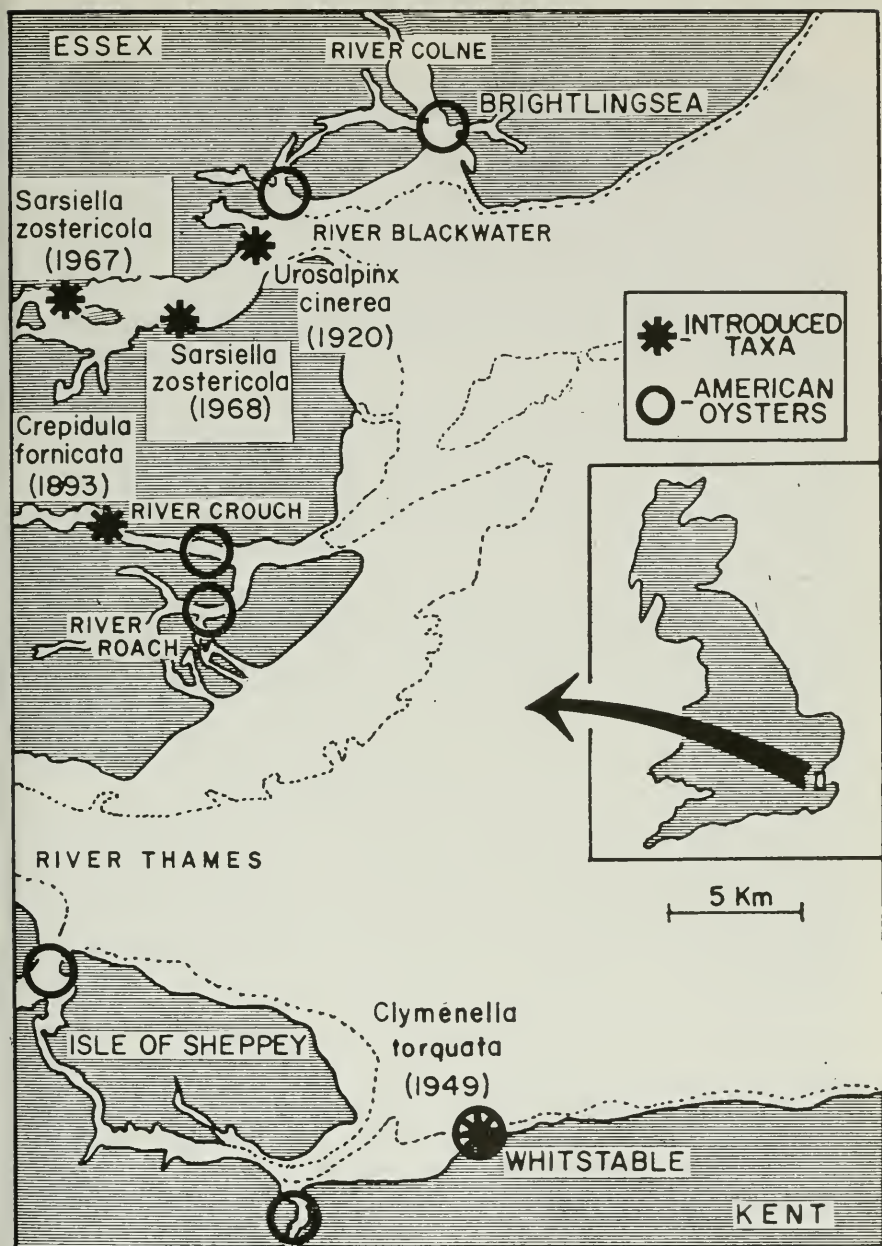 ESSEX
RIVER COLNE
BRIGHTLINGSEA
Sarsiella
zostericola
(1967)
RIVER BLACKWATER
Urosalpinx
cinerea
(1920)
Sarsiella
zostericola
(1968)
-INTRODUCED
TAXA
-AMERICAN
OYSTERS
Crepidula
fornicata
(1893)
RIVER CROUCH
RIVER
ROACH
RIVER THAMES
5 Km
ISLE OF SHEPPEY
Clymenella
torquata
(1949)
WHITSTABLE
KENT